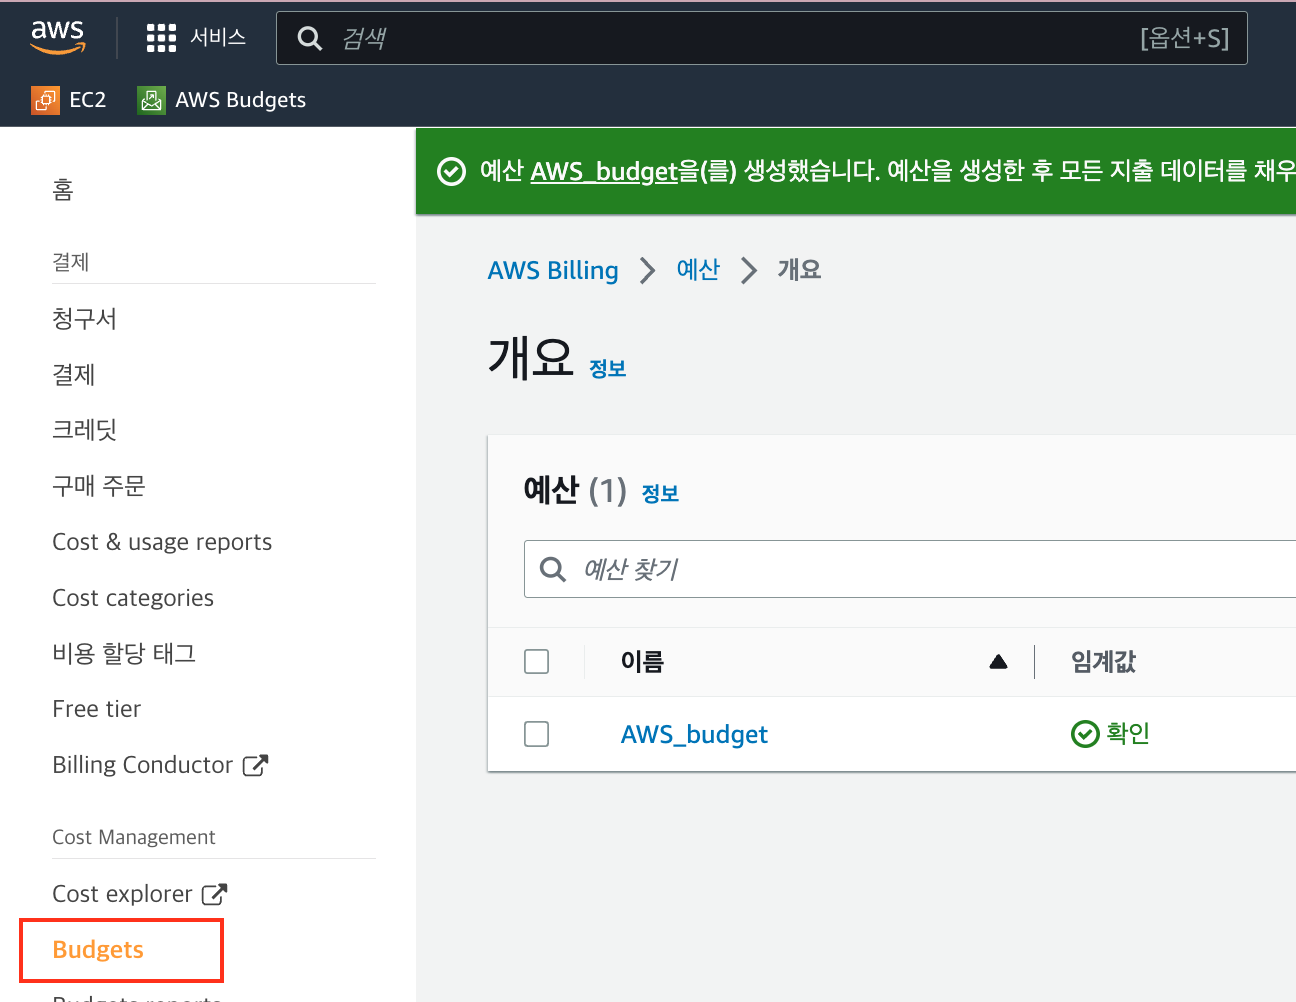 aws
서비스
검색
[옵션+S]
EC2
AWS Budgets
예산 AWS_budget을(를) 생성했습니다. 예산을 생성한 후 모든 지출 데이터를 채우
홈
결제
청구서
결제
크레딧
구매 주문
Cost & usage reports
Cost categories
비용 할당 태그
Free tier
Billing Conductor
Cost Management
Cost explorer
Budgets
Budgets reports
AWS Billing > 예산 > 개요
개요 정보
예산 (1) 정보
예산 찾기
이름
임계값
AWS_budget
확인